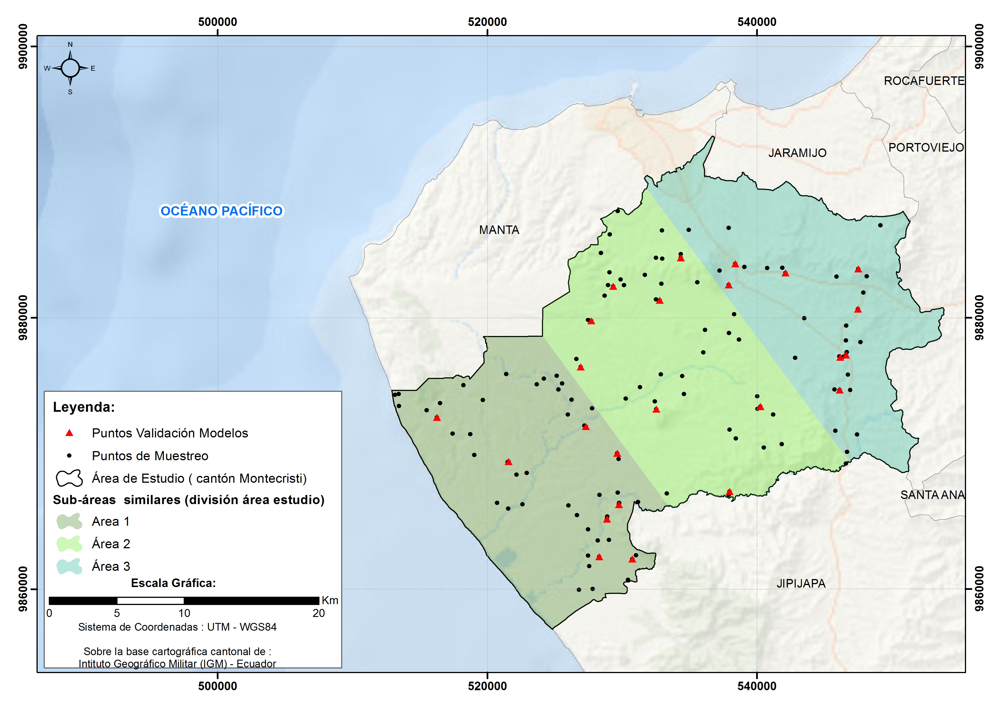 500000 520000 540000
9900000
9900000
N
W E
S
ROCAFUERTE
PORTOVIEJO
JARAMIJO
OCÉANO PACÍFICO
MANTA
9880000
9880000
Leyenda:
Puntos Validación Modelos
Puntos de Muestreo
Área de Estudio ( cantón Montecristi)
Sub-áreas similares (división área estudio)
Area 1
Área 2
Área 3
Escala Gráfica:
Km
0 5 10 20
Sistema de Coordenadas : UTM - WGS84
Sobre la base cartográfica cantonal de :
Intituto Geográfico Militar (IGM) - Ecuador
SANTA ANA
JIPIJAPA
9860000
9860000
500000 520000 540000